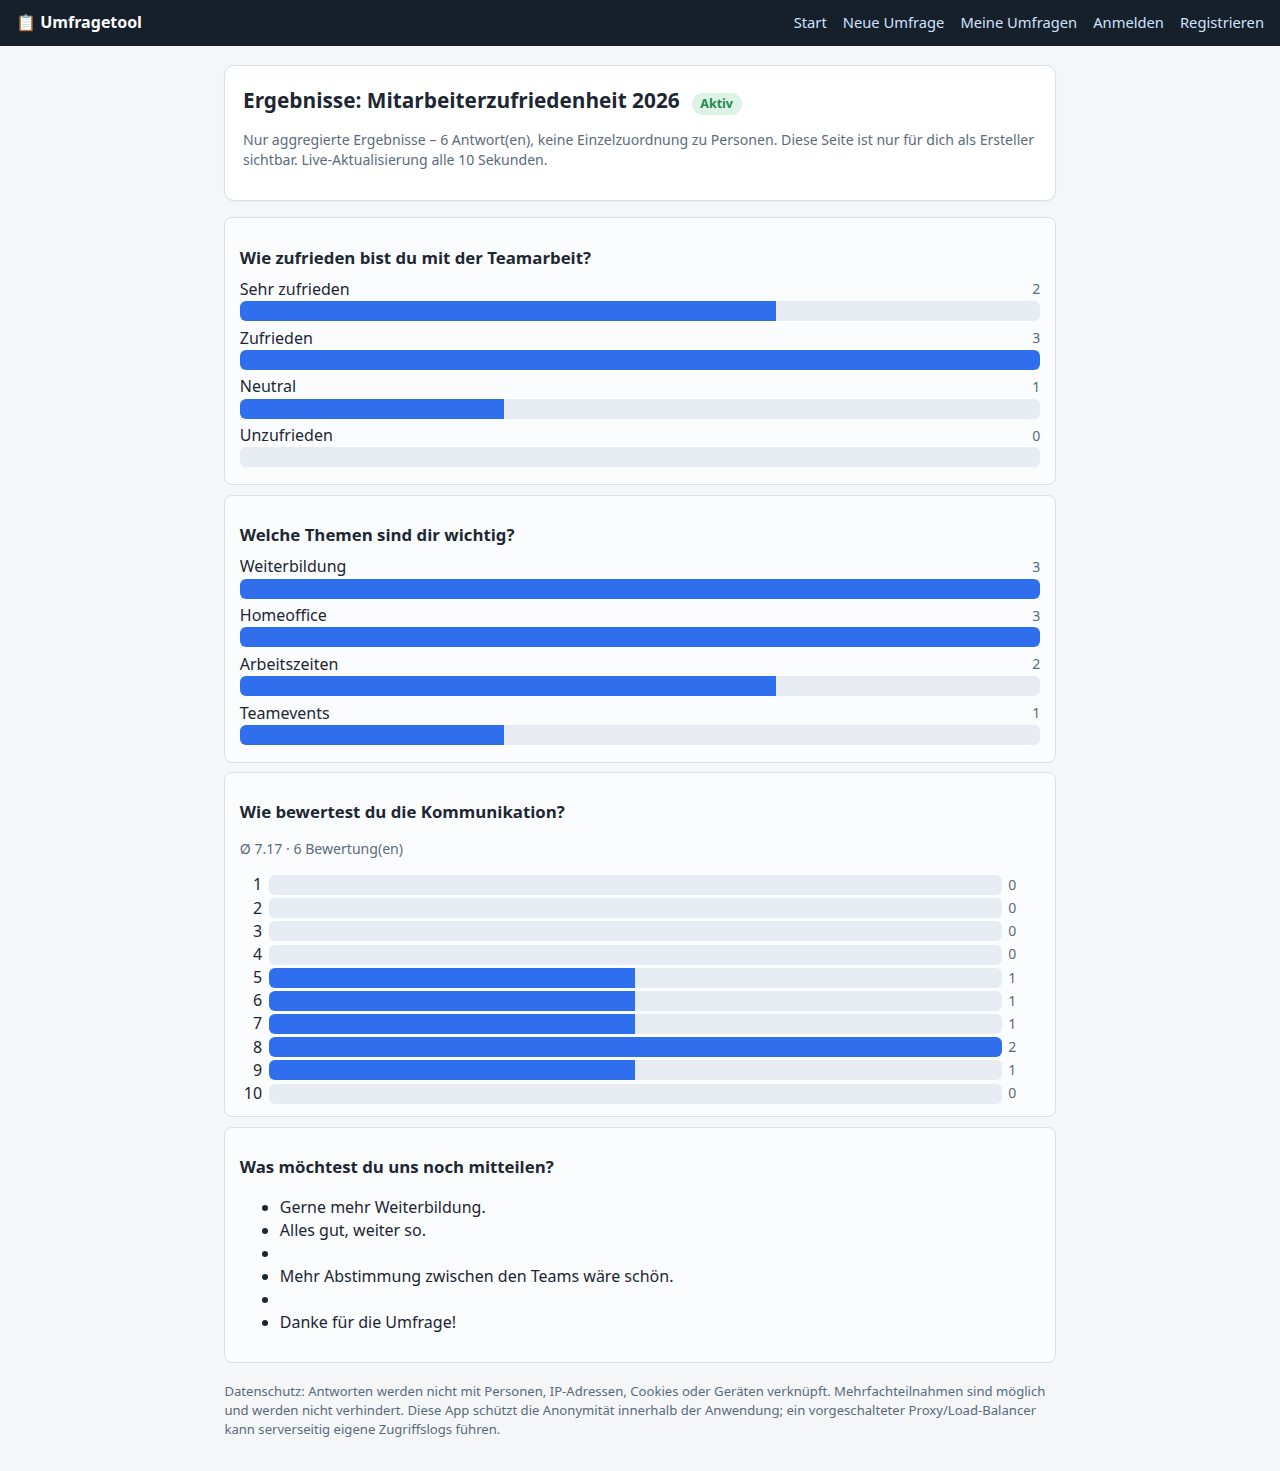 📋 Umfragetool
Start Neue Umfrage Meine Umfragen Anmelden Registrieren
Ergebnisse: Mitarbeiterzufriedenheit 2026 Aktiv
Nur aggregierte Ergebnisse – 6 Antwort(en), keine Einzelzuordnung zu Personen. Diese Seite ist nur für dich als Ersteller
sichtbar. Live-Aktualisierung alle 10 Sekunden.
Wie zufrieden bist du mit der Teamarbeit?
Sehr zufrieden 2
Zufrieden 3
Neutral 1
Unzufrieden 0
Welche Themen sind dir wichtig?
Weiterbildung 3
Homeoffice 3
Arbeitszeiten 2
Teamevents 1
Wie bewertest du die Kommunikation?
Ø 7.17 · 6 Bewertung(en)
1 0
2 0
3 0
4 0
5 1
6 1
7 1
8 2
9 1
10 0
Was möchtest du uns noch mitteilen?
• Gerne mehr Weiterbildung.
• Alles gut, weiter so.
•
• Mehr Abstimmung zwischen den Teams wäre schön.
•
• Danke für die Umfrage!
Datenschutz: Antworten werden nicht mit Personen, IP-Adressen, Cookies oder Geräten verknüpft. Mehrfachteilnahmen sind möglich
und werden nicht verhindert. Diese App schützt die Anonymität innerhalb der Anwendung; ein vorgeschalteter Proxy/Load-Balancer
kann serverseitig eigene Zugriffslogs führen.